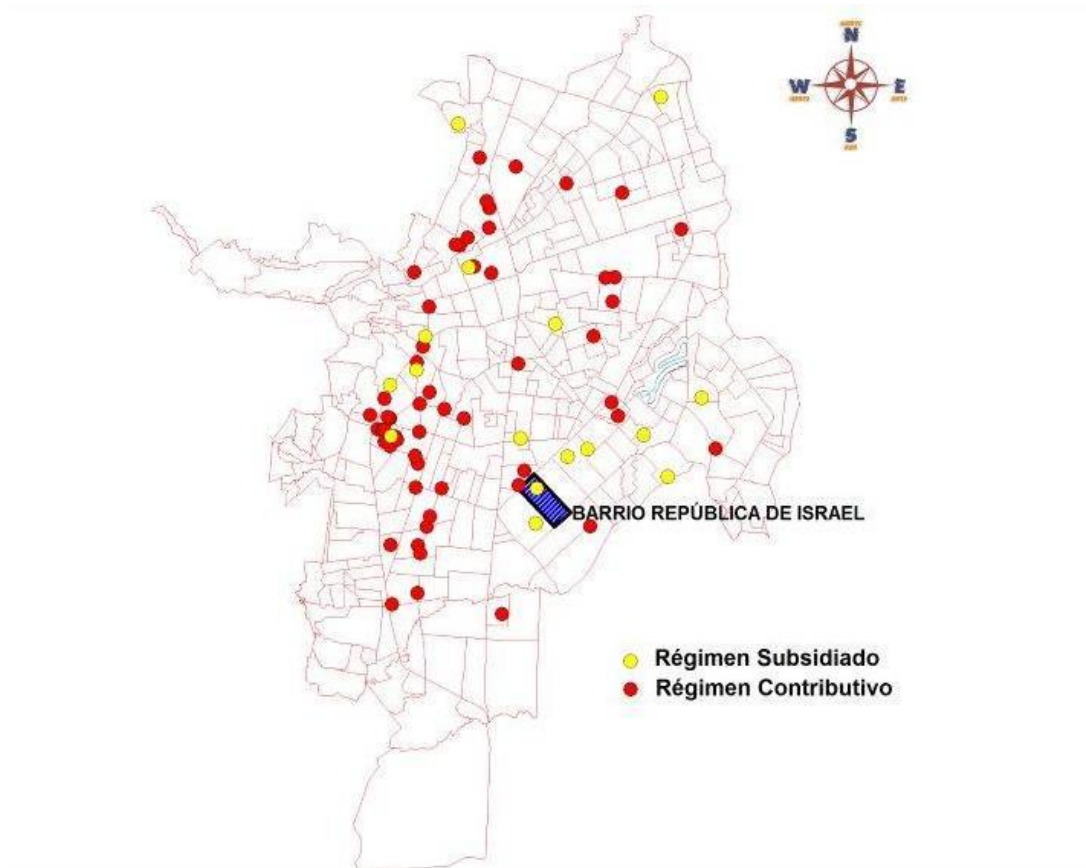 N
W E
S
BARRIO REPÚBLICA DE ISRAEL
Régimen Subsidiado
Régimen Contributivo